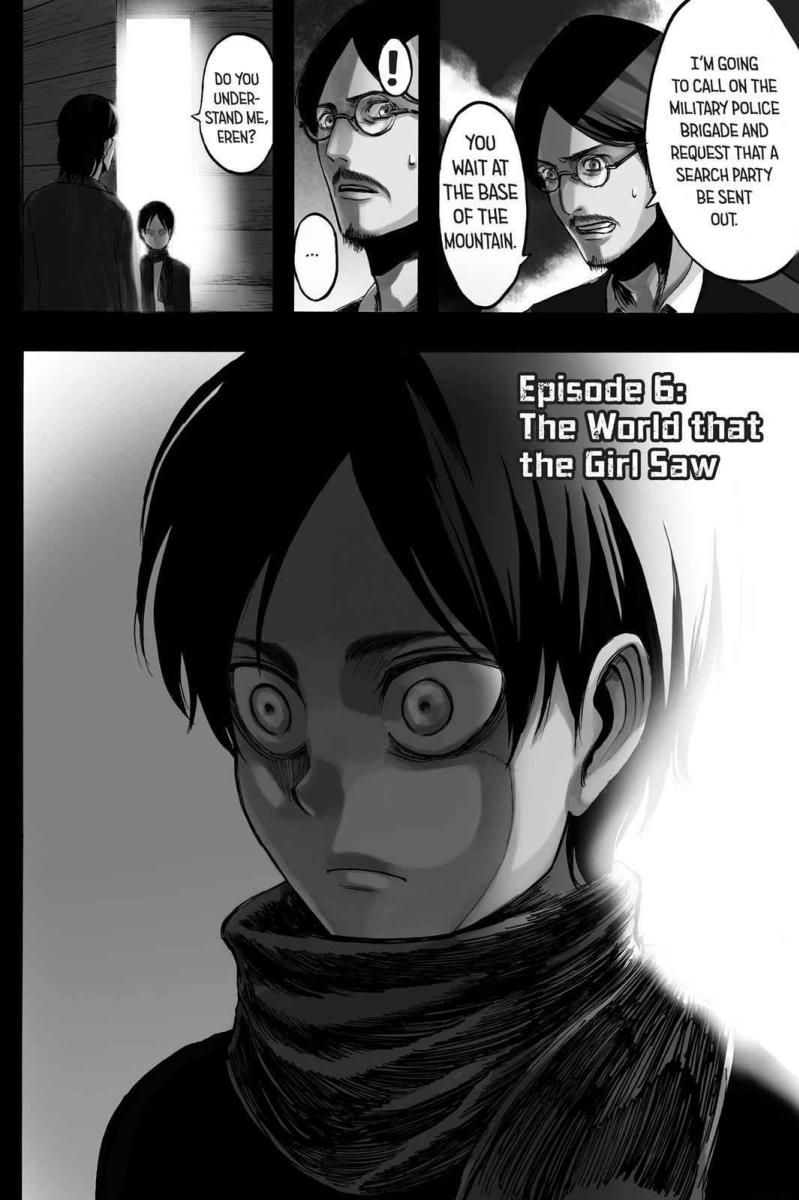 I'M GOING
TO CALL ON THE
MILITARY POLICE
BRIGADE AND
REQUEST THAT A
SEARCH PARTY
BE SENT
OUT.
YOU
WAIT AT
THE BASE
OF THE
MOUNTAIN.
!
...
DO YOU
UNDER-
STAND ME,
EREN?
Episode 6:
The World that
the Girl Saw